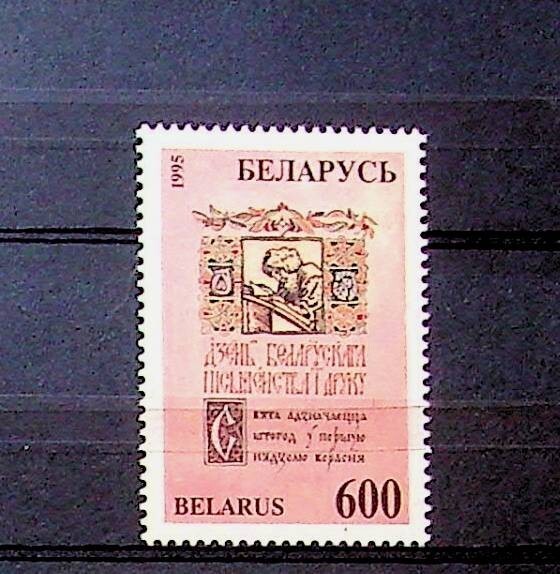 1995
БЕЛАРУСЬ
ДЗЕНЬ БЕЛАРУСКАГА
ПІСЬМЕНСТВА І ДРУКУ
Свята адзначаецца
штогод ў першую
нядзелю верасня
BELARUS 600